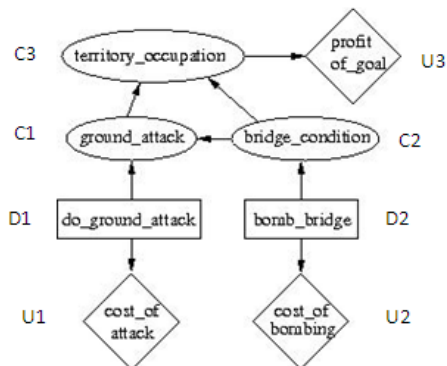 C3
territory_occupation
profit
of_goal
U3
C1
ground_attack
bridge_condition
C2
D1
do_ground_attack
bomb_bridge
D2
U1
cost_of
attack
cost_of
bombing
U2